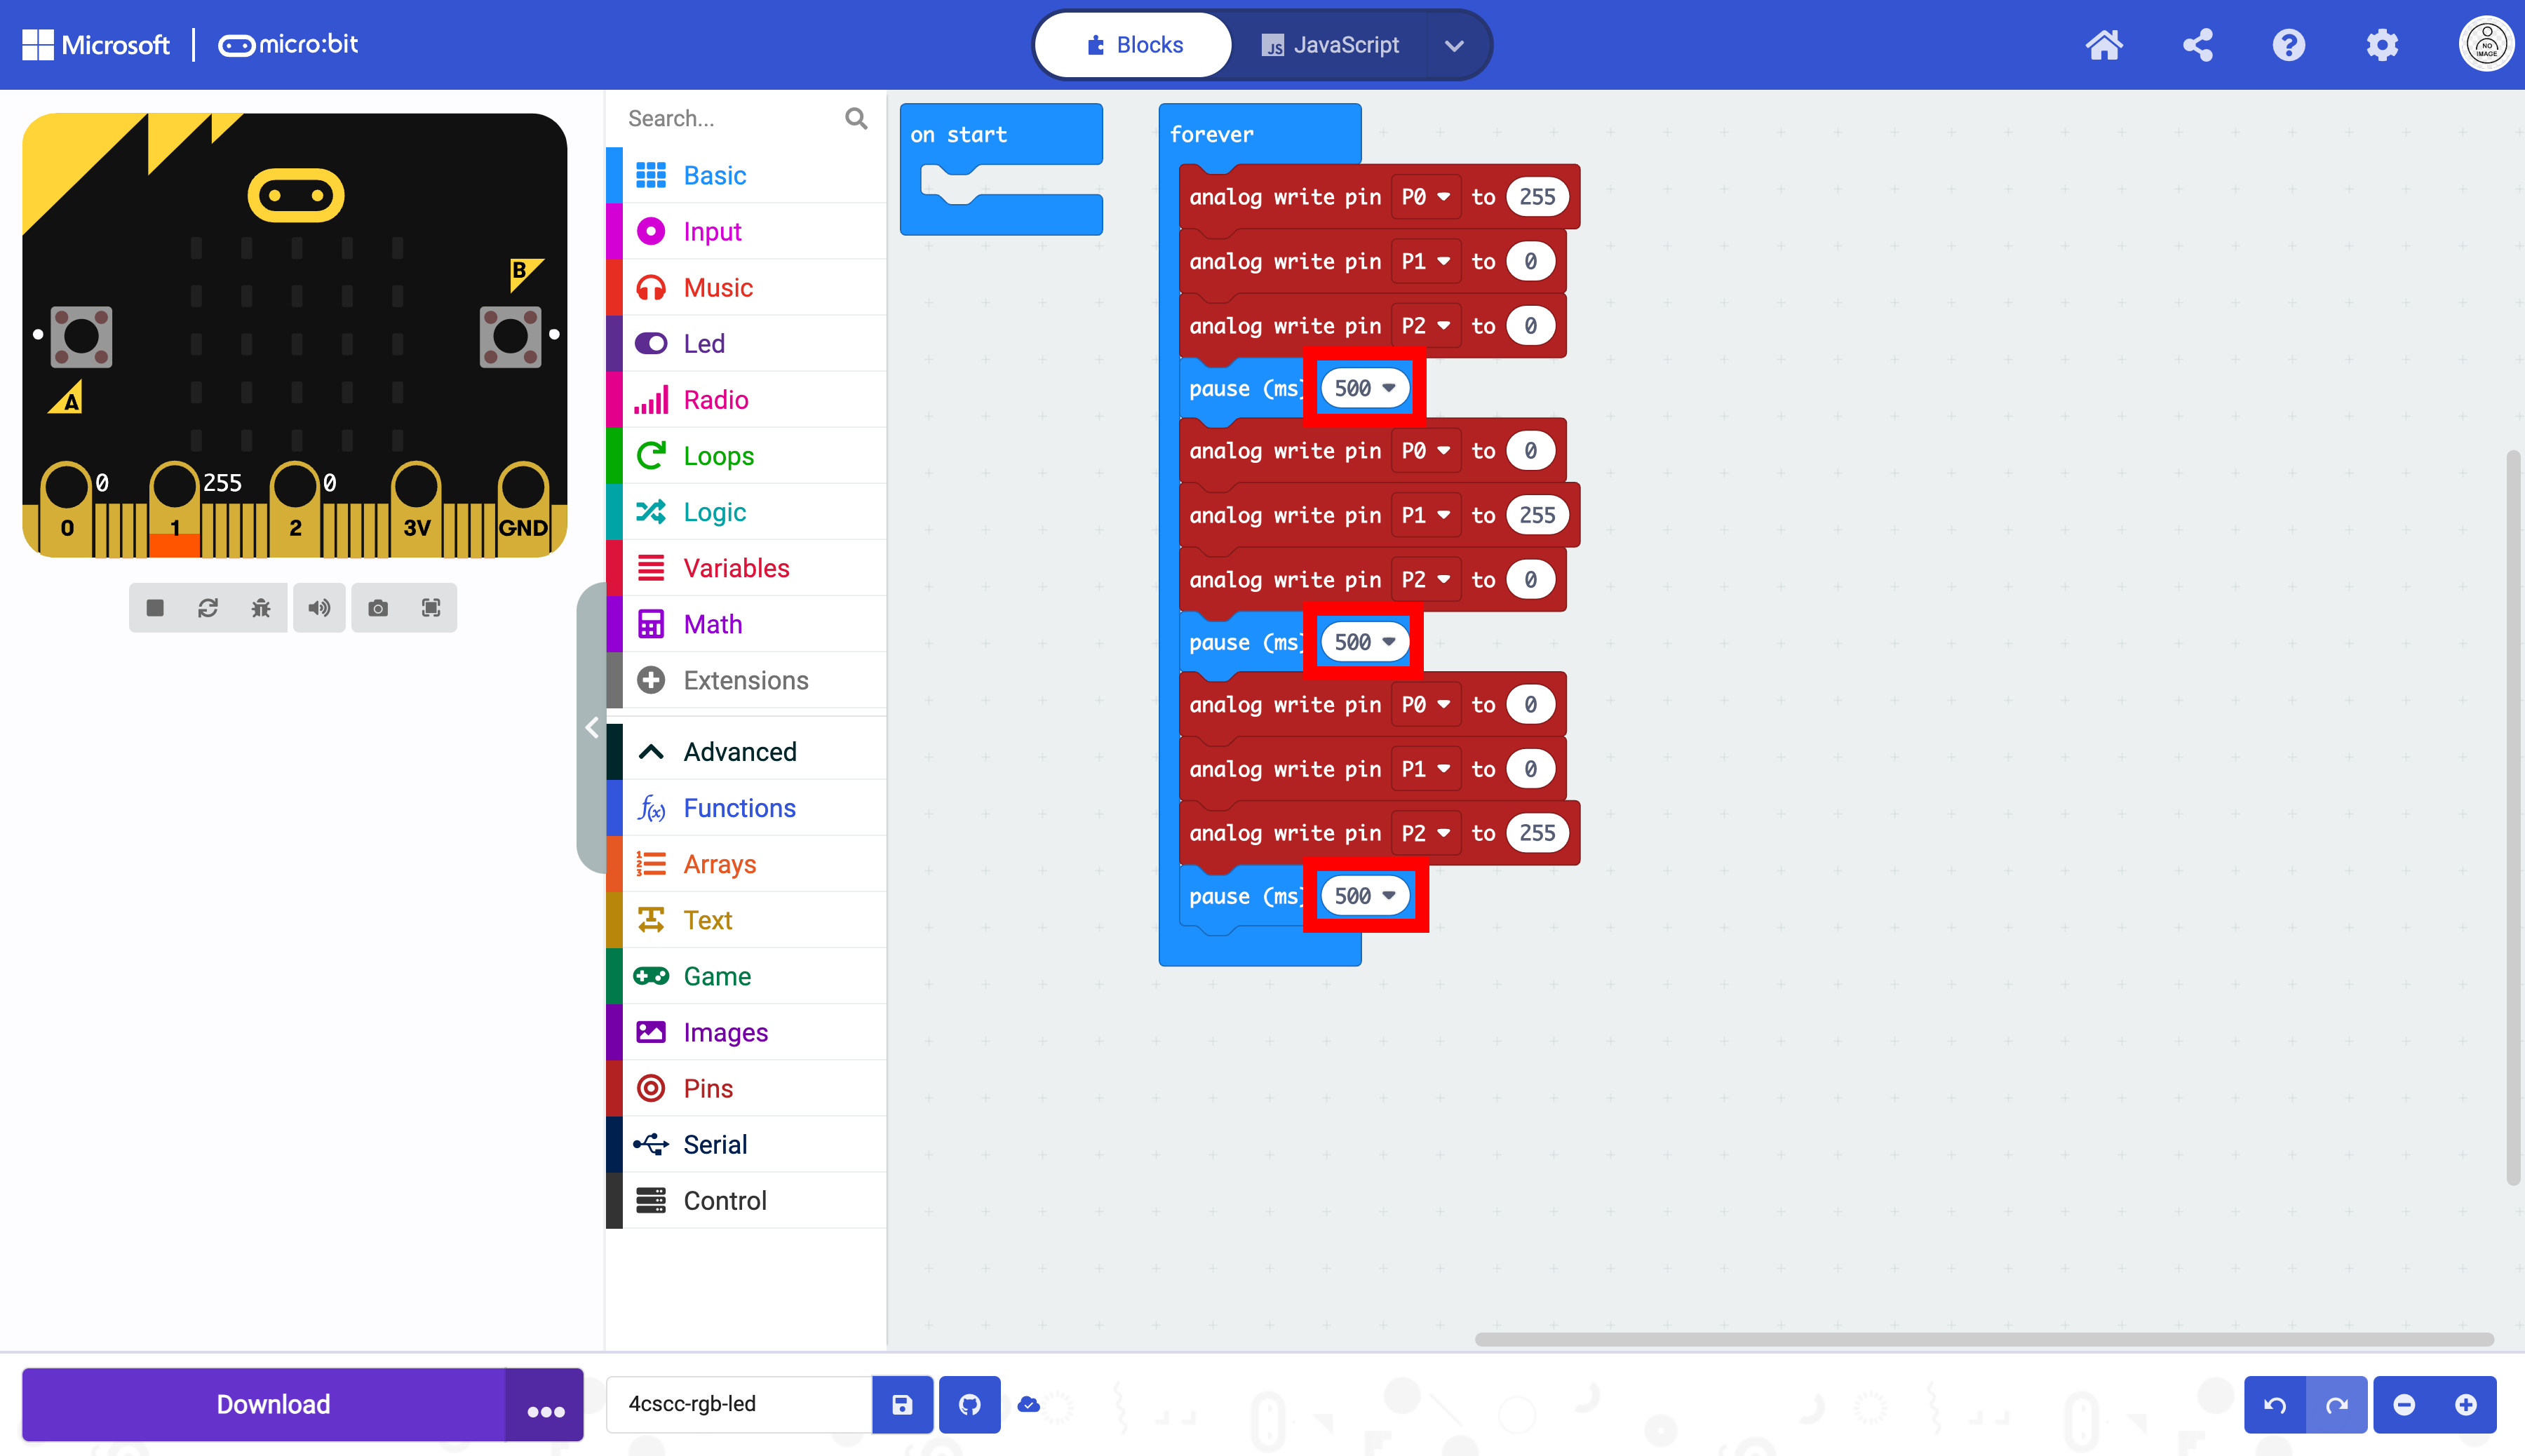 Microsoft
micro:bit
Blocks
JavaScript
NO
IMAGE
Search...
Basic
Input
Music
Led
Radio
Loops
Logic
Variables
Math
Extensions
Advanced
Functions
Arrays
Text
Game
Images
Pins
Serial
Control
B
A
0
255
0
0
1
2
3V
GND
on start
forever
analog write pin P0 to 255
analog write pin P1 to 0
analog write pin P2 to 0
pause (ms) 500
analog write pin P0 to 0
analog write pin P1 to 255
analog write pin P2 to 0
pause (ms) 500
analog write pin P0 to 0
analog write pin P1 to 0
analog write pin P2 to 255
pause (ms) 500
Download
4cscc-rgb-led